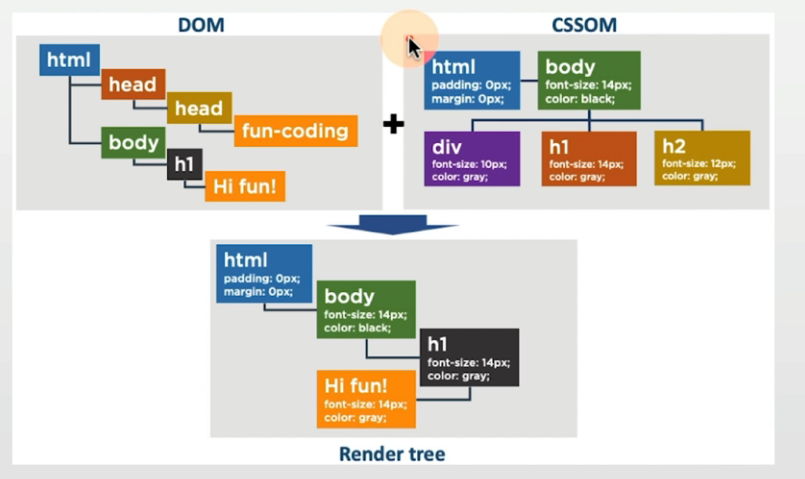 DOM
html
head
head
fun-coding
body
h1
Hi fun!
+
CSSOM
html
padding: 0px;
margin: 0px;
body
font-size: 14px;
color: black;
div
font-size: 10px;
color: gray;
h1
font-size: 14px;
color: gray;
h2
font-size: 12px;
color: gray;
html
padding: 0px;
margin: 0px;
body
font-size: 14px;
color: black;
h1
font-size: 14px;
color: gray;
Hi fun!
font-size: 14px;
color: gray;
Render tree